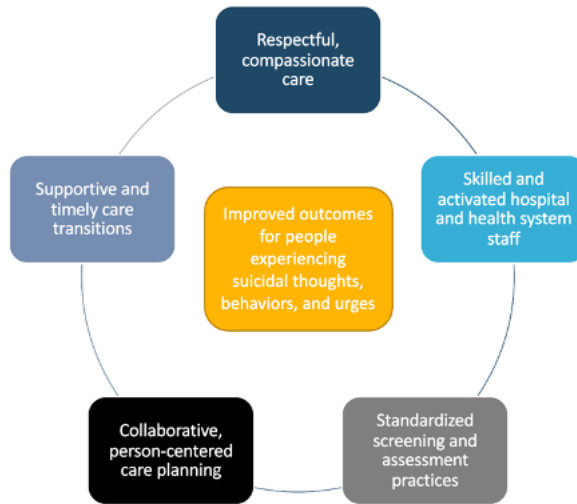 Respectful,
compassionate
care
Supportive and
timely care
transitions
Skilled and
activated hospital
and health system
staff
Improved outcomes
for people
experiencing
suicidal thoughts,
behaviors, and urges
Collaborative,
person-centered
care planning
Standardized
screening and
assessment
practices